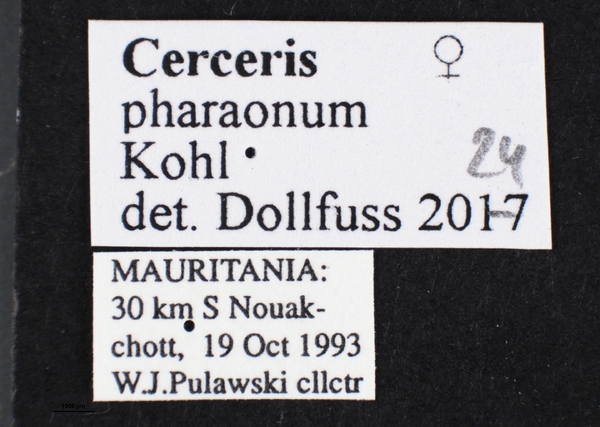 Cerceris ♀
pharaonum
Kohl
det. Dollfuss 2017
24
MAURITANIA:
30 km S Nouak-
chott, 19 Oct 1993
W.J.Pulawski cllctr